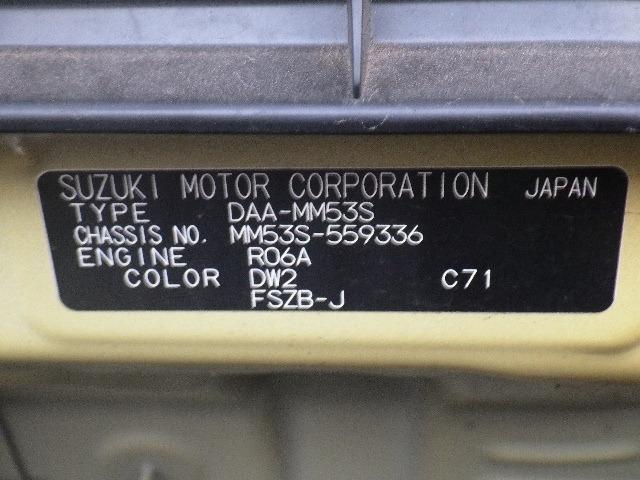 SUZUKI MOTOR CORPORATION JAPAN
TYPE DAA-MM53S
CHASSIS NO. MM53S-559336
ENGINE R06A
COLOR DW2 C71
FSZB-J